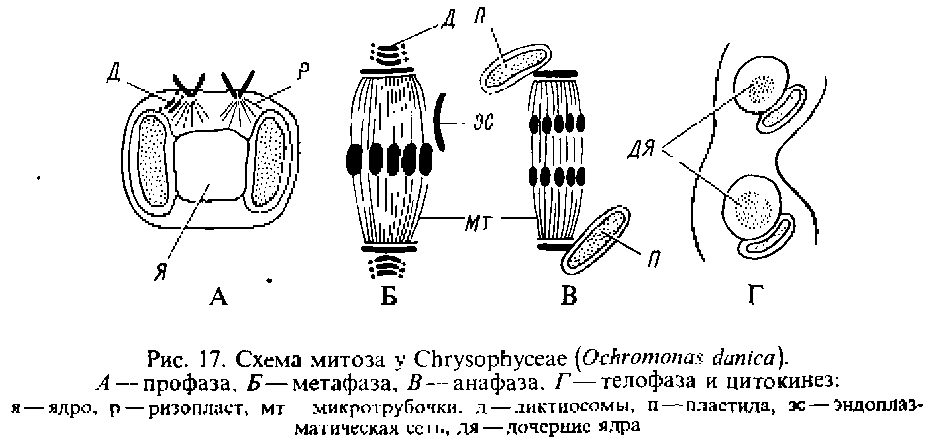 Д П
Д Р
ЭС
ДЯ
МТ
Я П
А Б В Г
Рис. 17. Схема митоза у Chrysophyceae (Ochromonas danica).
А — профаза, Б — метафаза, В — анафаза, Г — телофаза и цитокинез:
я — ядро, р — ризопласт, мт микротрубочки, д — диктиосомы, п — пластида, эс — эндоплаз-
матическая сеть, дя — дочерние ядра